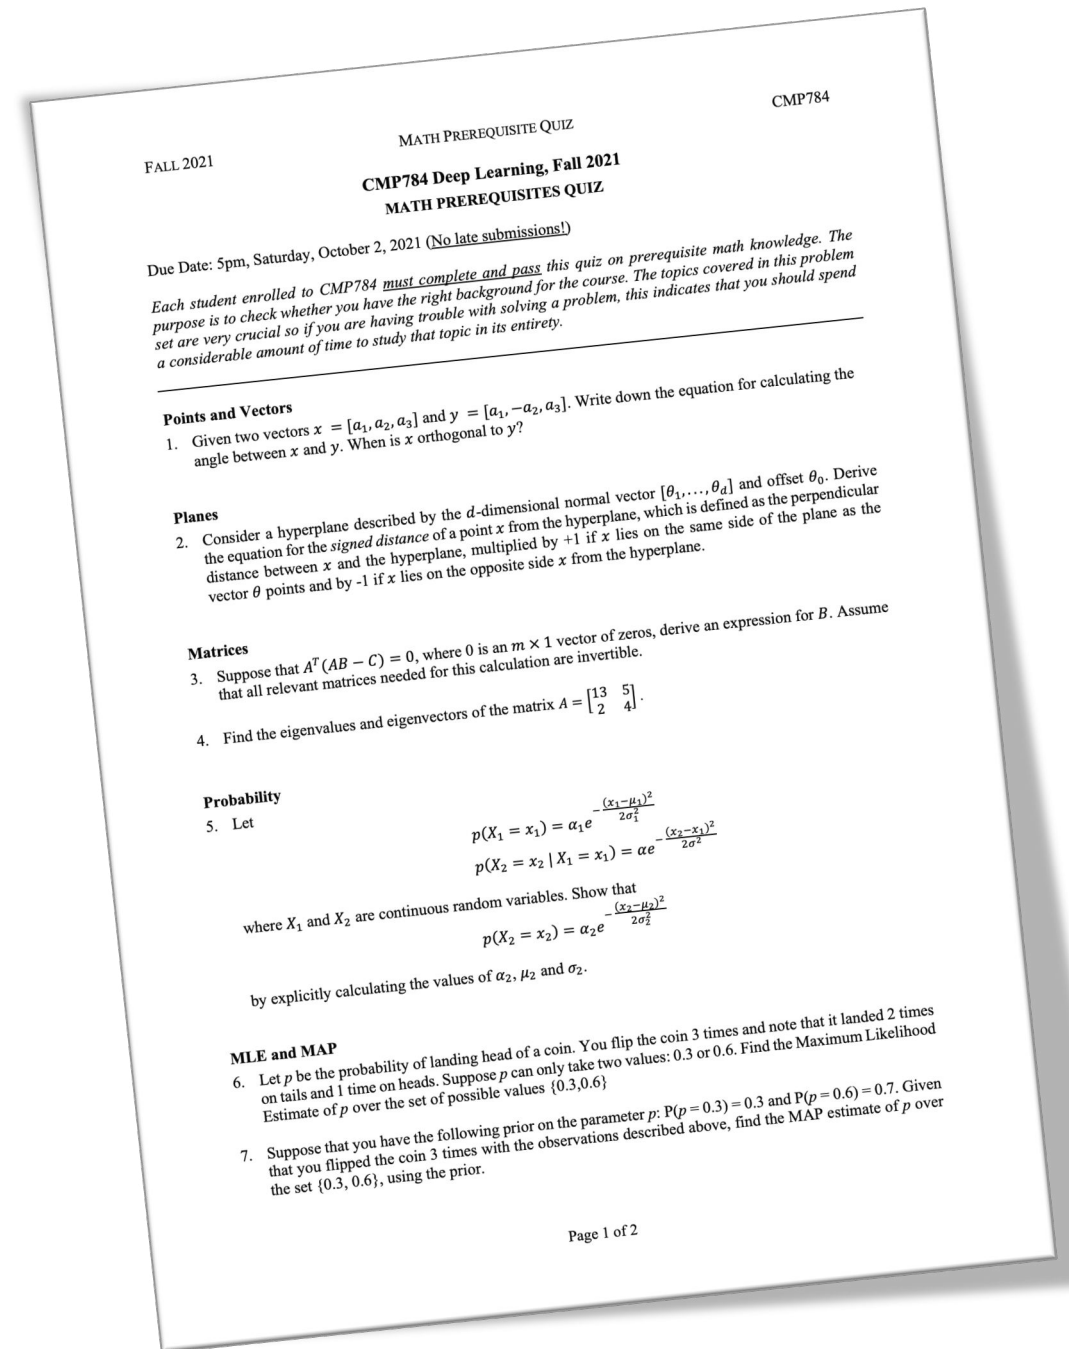 FALL 2021 MATH PREREQUISITE QUIZ CMP784
CMP784 Deep Learning, Fall 2021
MATH PREREQUISITES QUIZ
Due Date: 5pm, Saturday, October 2, 2021 (No late submissions!)
Each student enrolled to CMP784 must complete and pass this quiz on prerequisite math knowledge. The
purpose is to check whether you have the right background for the course. The topics covered in this problem
set are very crucial so if you are having trouble with solving a problem, this indicates that you should spend
a considerable amount of time to study that topic in its entirety.
Points and Vectors
1. Given two vectors x = [a₁, a₂, a₃] and y = [a₁, −a₂, a₃]. Write down the equation for calculating the
angle between x and y. When is x orthogonal to y?
Planes
2. Consider a hyperplane described by the d-dimensional normal vector [θ₁,…, θ_d] and offset θ₀. Derive
the equation for the signed distance of a point x from the hyperplane, which is defined as the perpendicular
distance between x and the hyperplane, multiplied by +1 if x lies on the same side of the plane as the
vector θ points and by -1 if x lies on the opposite side x from the hyperplane.
Matrices
3. Suppose that Aᵀ(AB − C) = 0, where 0 is an m × 1 vector of zeros, derive an expression for B. Assume
that all relevant matrices needed for this calculation are invertible.
4. Find the eigenvalues and eigenvectors of the matrix A = [13 5; 2 4].
Probability
5. Let
p(X₁ = x₁) = α₁e^(−(x₁−μ₁)²/2σ₁²)
p(X₂ = x₂ | X₁ = x₁) = αe^(−(x₂−x₁)²/2σ²)
where X₁ and X₂ are continuous random variables. Show that
p(X₂ = x₂) = α₂e^(−(x₂−μ₂)²/2σ₂²)
by explicitly calculating the values of α₂, μ₂ and σ₂.
MLE and MAP
6. Let p be the probability of landing head of a coin. You flip the coin 3 times and note that it landed 2 times
on tails and 1 time on heads. Suppose p can only take two values: 0.3 or 0.6. Find the Maximum Likelihood
Estimate of p over the set of possible values {0.3,0.6}
7. Suppose that you have the following prior on the parameter p: P(p = 0.3) = 0.3 and P(p = 0.6) = 0.7. Given
that you flipped the coin 3 times with the observations described above, find the MAP estimate of p over
the set {0.3, 0.6}, using the prior.
Page 1 of 2